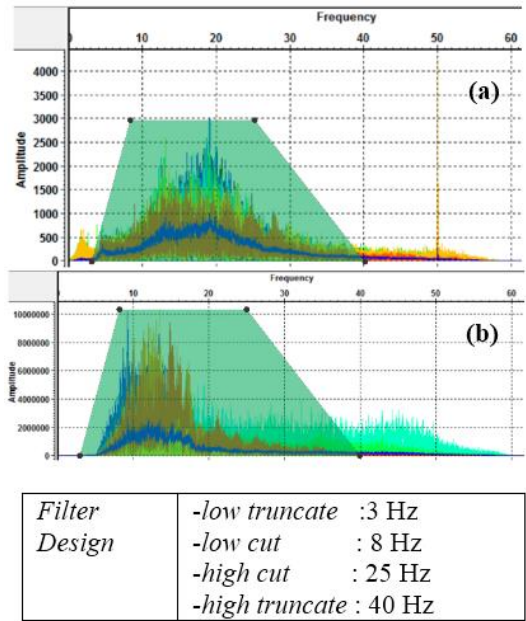 Frequency
0 10 20 30 40 50 60
4000
3500
3000
2500
2000
1500
1000
500
0
Amplitude
(a)
Frequency
10 20 30 40 50 60
10000000
8000000
6000000
4000000
2000000
0
Amplitude
(b)
Filter -low truncate :3 Hz
Design -low cut : 8 Hz
-high cut : 25 Hz
-high truncate : 40 Hz